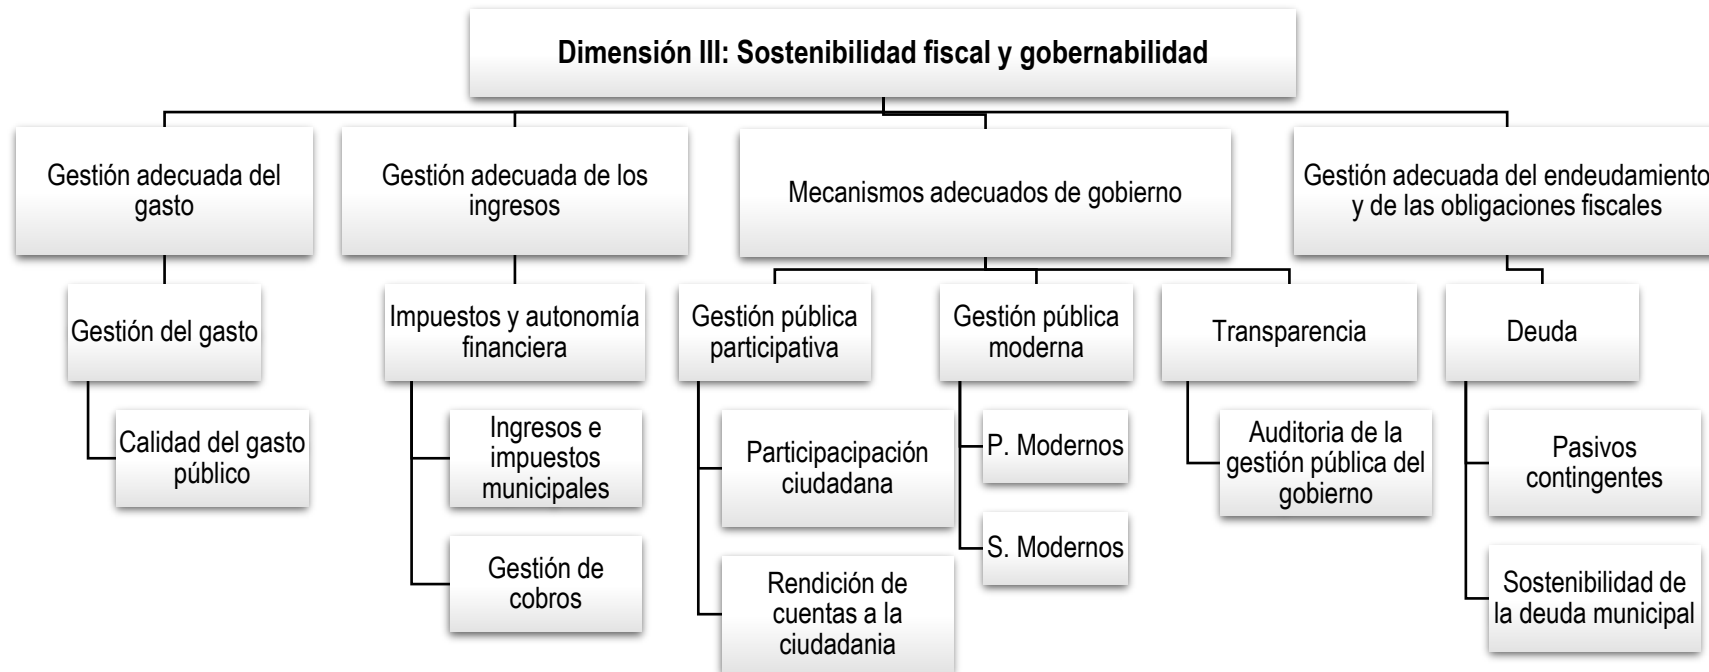 Dimensión III: Sostenibilidad fiscal y gobernabilidad
Gestión adecuada del
gasto
Gestión adecuada de los
ingresos
Mecanismos adecuados de gobierno
Gestión adecuada del endeudamiento
y de las obligaciones fiscales
Gestión del gasto
Impuestos y autonomía
financiera
Gestión pública
participativa
Gestión pública
moderna
Transparencia
Deuda
Calidad del gasto
público
Ingresos e
impuestos
municipales
Gestión de
cobros
Participacipación
ciudadana
Rendición de
cuentas a la
ciudadania
P. Modernos
S. Modernos
Auditoria de la
gestión pública del
gobierno
Pasivos
contingentes
Sostenibilidad de
la deuda municipal